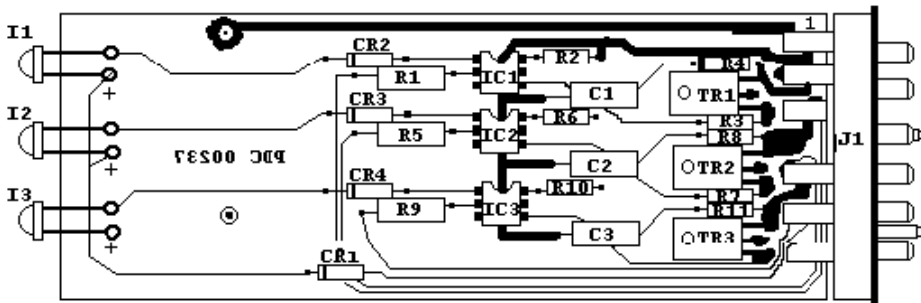 I1
I2
I3
CR2
R1
CR3
R5
CR4
R9
CR1
PDC 00237
IC1
IC2
IC3
R2
C1
R6
C2
R10
C3
R4
TR1
R3
R8
TR2
R7
R11
TR3
1
J1
+
+
+